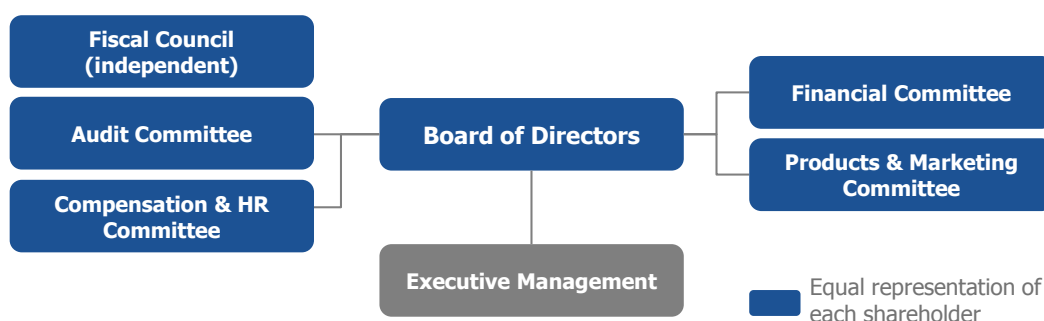 Fiscal Council
(independent)
Audit Committee
Compensation & HR
Committee
Board of Directors
Executive Management
Financial Committee
Products & Marketing
Committee
Equal representation of
each shareholder